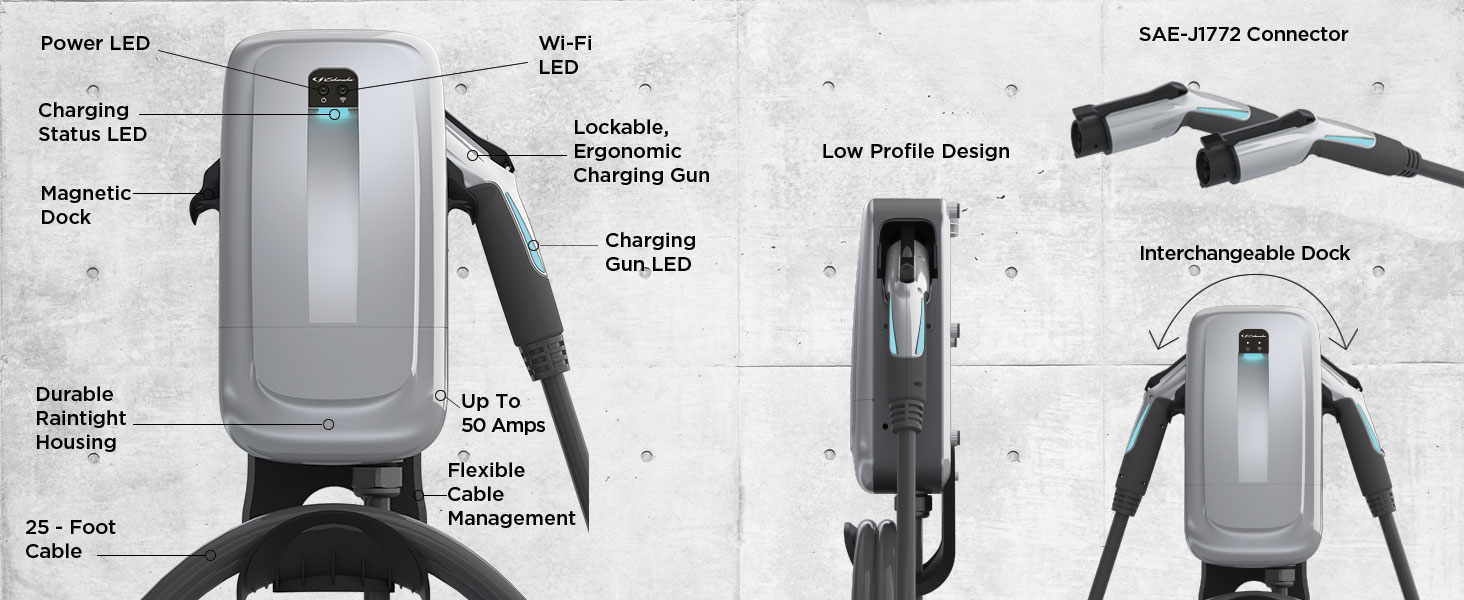 Power LED
Wi-Fi
LED
Charging
Status LED
Lockable,
Ergonomic
Charging Gun
Magnetic
Dock
Charging
Gun LED
Durable
Raintight
Housing
Up To
50 Amps
Flexible
Cable
Management
25 - Foot
Cable
Low Profile Design
SAE-J1772 Connector
Interchangeable Dock